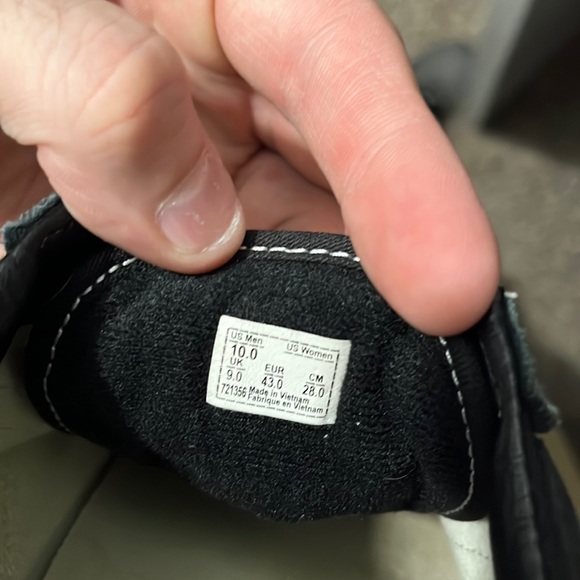 US Men US Women
10.0
UK EUR CM
9.0 43.0 28.0
721356 Made in Vietnam
Fabrique en Vietnam